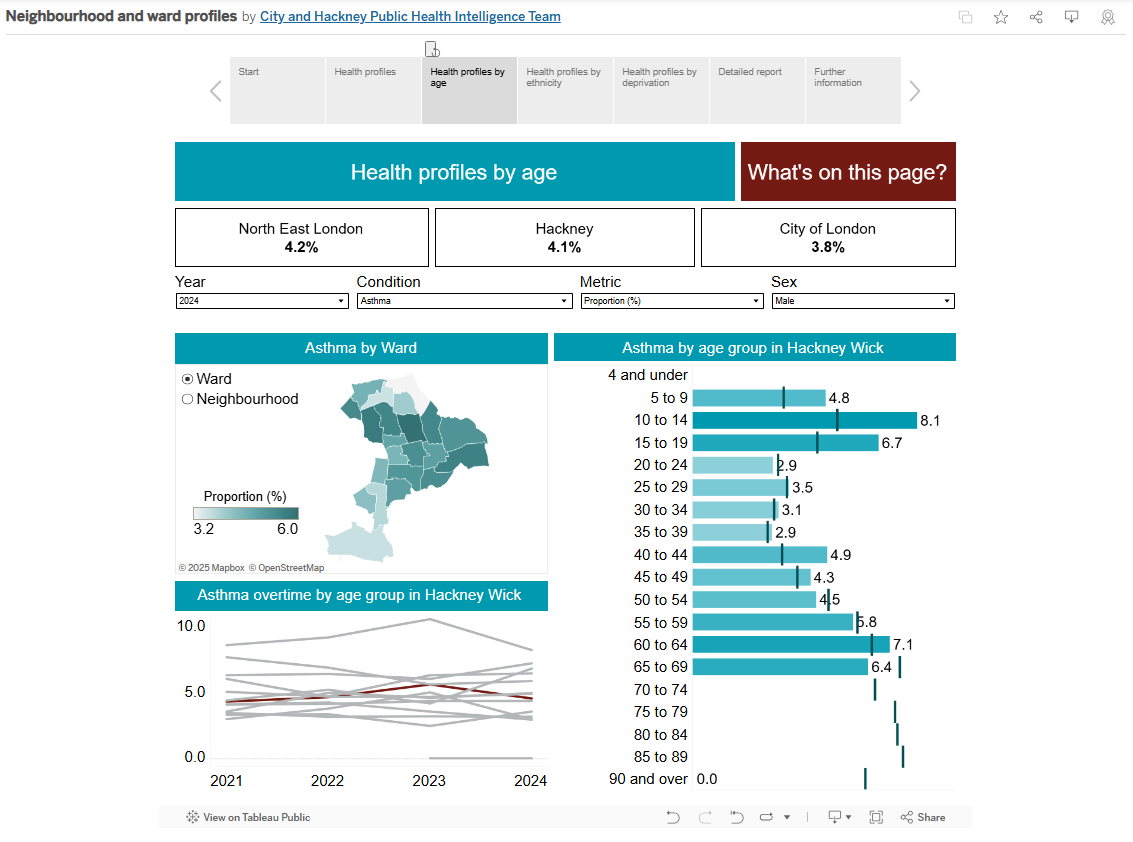 Neighbourhood and ward profiles by City and Hackney Public Health Intelligence Team
Start
Health profiles
Health profiles by
age
Health profiles by
ethnicity
Health profiles by
deprivation
Detailed report
Further
information
Health profiles by age
What's on this page?
North East London
4.2%
Hackney
4.1%
City of London
3.8%
Year
Condition
Metric
Sex
2024
Asthma
Proportion (%)
Male
Asthma by Ward
Ward
Neighbourhood
Proportion (%)
3.2 6.0
© 2025 Mapbox © OpenStreetMap
Asthma overtime by age group in Hackney Wick
10.0
5.0
0.0
2021 2022 2023 2024
Asthma by age group in Hackney Wick
4 and under
5 to 9 4.8
10 to 14 8.1
15 to 19 6.7
20 to 24 2.9
25 to 29 3.5
30 to 34 3.1
35 to 39 2.9
40 to 44 4.9
45 to 49 4.3
50 to 54 4.5
55 to 59 5.8
60 to 64 7.1
65 to 69 6.4
70 to 74
75 to 79
80 to 84
85 to 89
90 and over 0.0
View on Tableau Public
Share